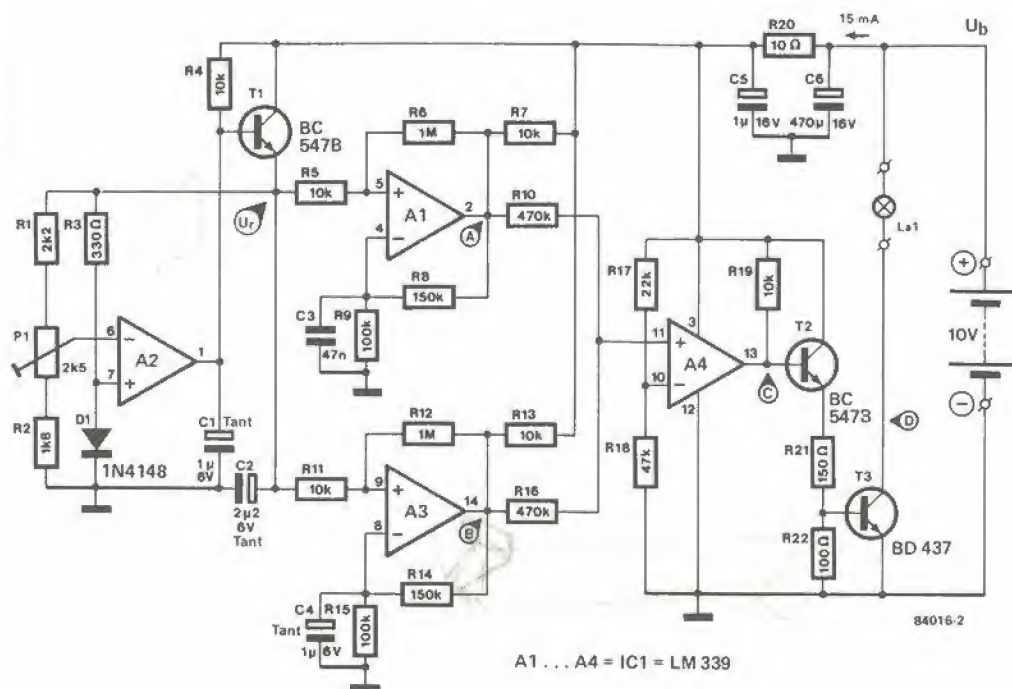 15 mA
Ub
R20
10 Ω
R4
10k
T1
BC
547B
C5
1µ
16V
C6
470µ
16V
R6
1M
R7
10k
R5
10k
Ur
5
+
A1
2
4
−
A
R10
470k
La1
R1
2k2
R3
330 Ω
R8
150k
R17
22k
R19
10k
C3
47n
R9
100k
P1
2k5
6
−
A2
1
7
+
11
+
A4
3
13
10
−
12
T2
BC
547B
C
10V
+
−
D
R2
1k8
D1
1N4148
C1
Tant
1µ
6V
C2
2µ2
6V
Tant
R12
1M
R13
10k
R11
10k
9
+
A3
14
8
−
B
R16
470k
R18
47k
R21
150 Ω
T3
BD 437
R22
100 Ω
R14
150k
C4
Tant
1µ
6V
R15
100k
84016-2
A1 . . . A4 = IC1 = LM 339